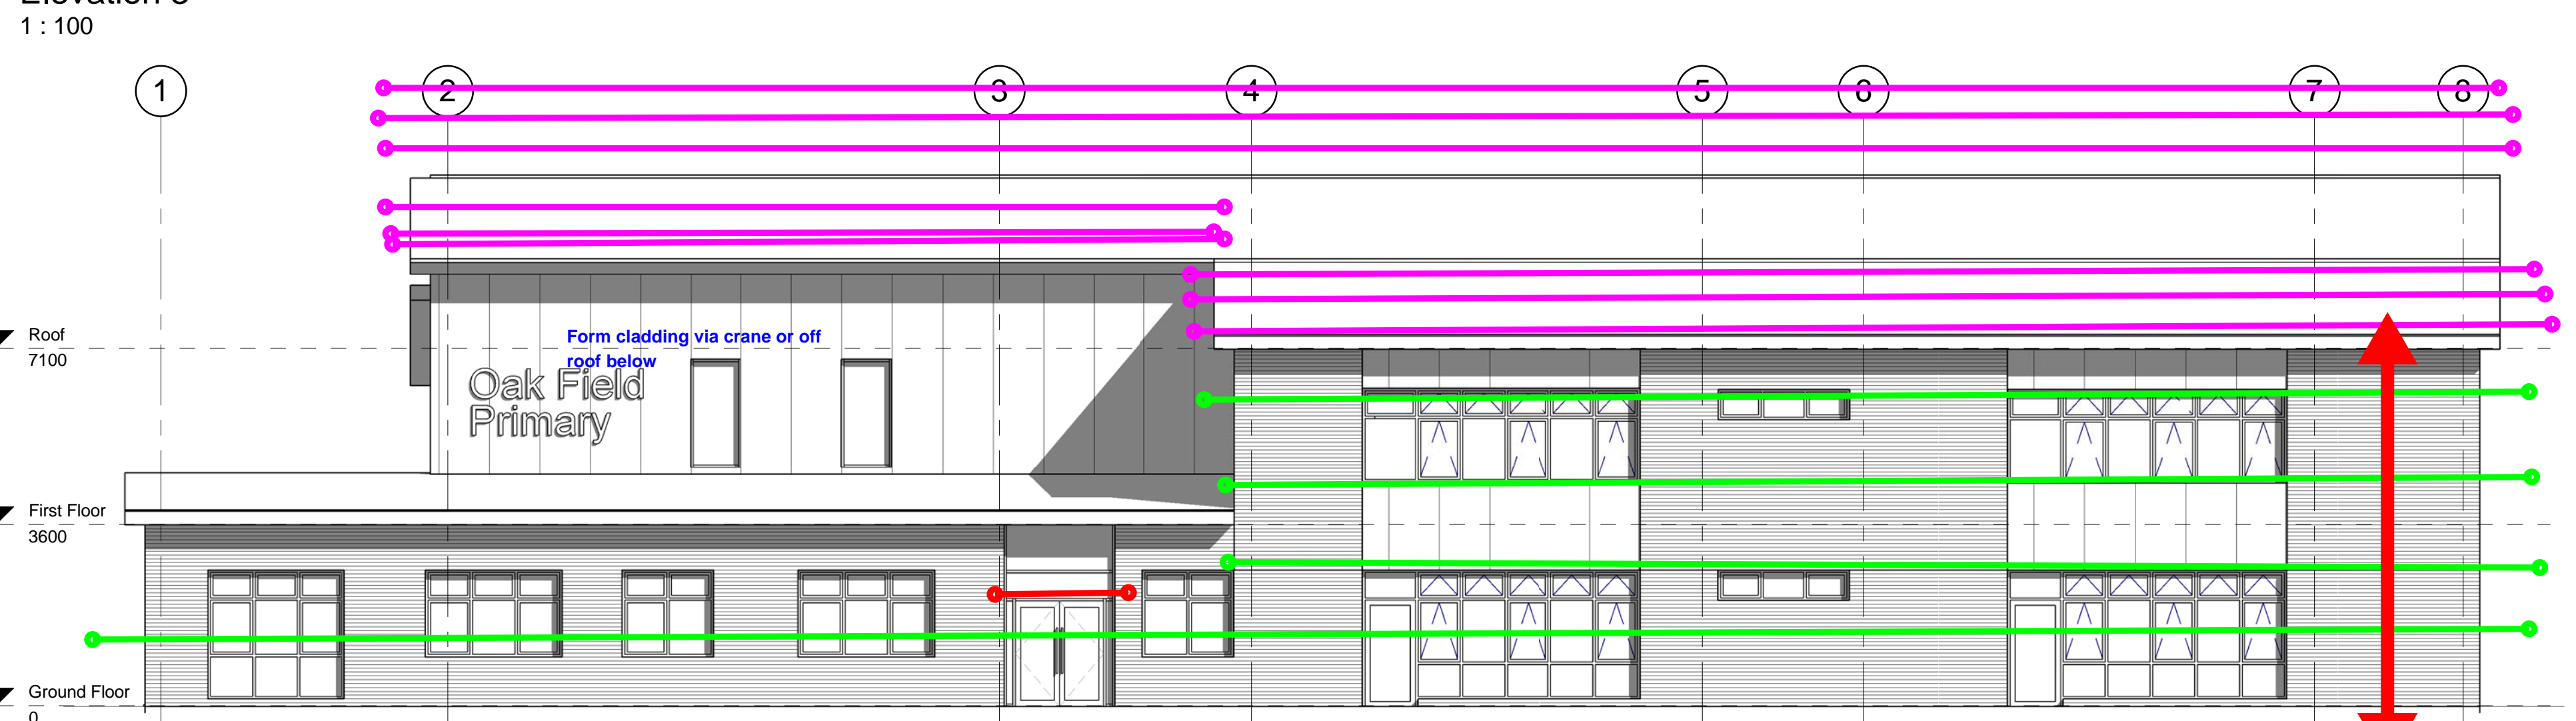 1 : 100
1 2 3 4 5 6 7 8
Roof
7100
Form cladding via crane or off
roof below
Oak Field
Primary
First Floor
3600
Ground Floor
0